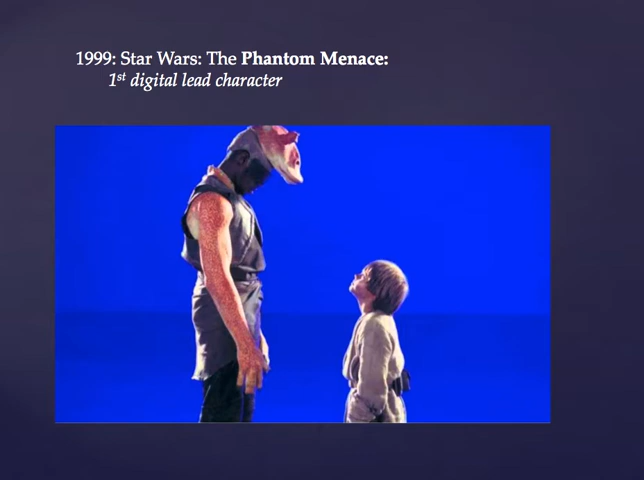 1999: Star Wars: The Phantom Menace:
1st digital lead character